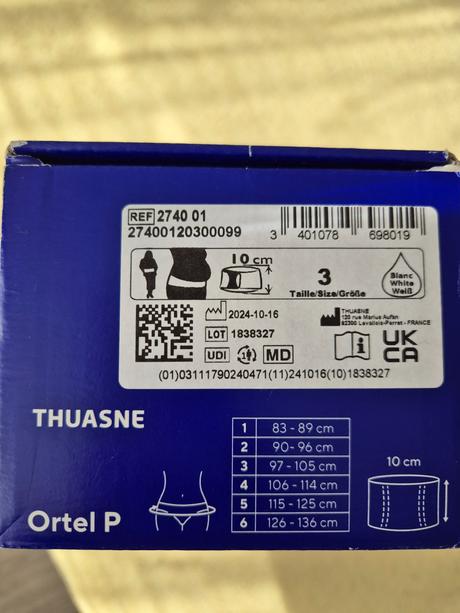 REF 2740 01
27400120300099
3 401078 698019
10 cm
3
Taille/Size/Größe
Blanc
White
Weiß
2024-10-16
LOT 1838327
UDI MD
THUASNE
120 rue Marius Aufan
92300 Levallois-Perret - FRANCE
UK
CA
(01)03111790240471(11)241016(10)1838327
THUASNE
Ortel P
1 83 - 89 cm
2 90 - 96 cm
3 97 - 105 cm
4 106 - 114 cm
5 115 - 125 cm
6 126 - 136 cm
10 cm